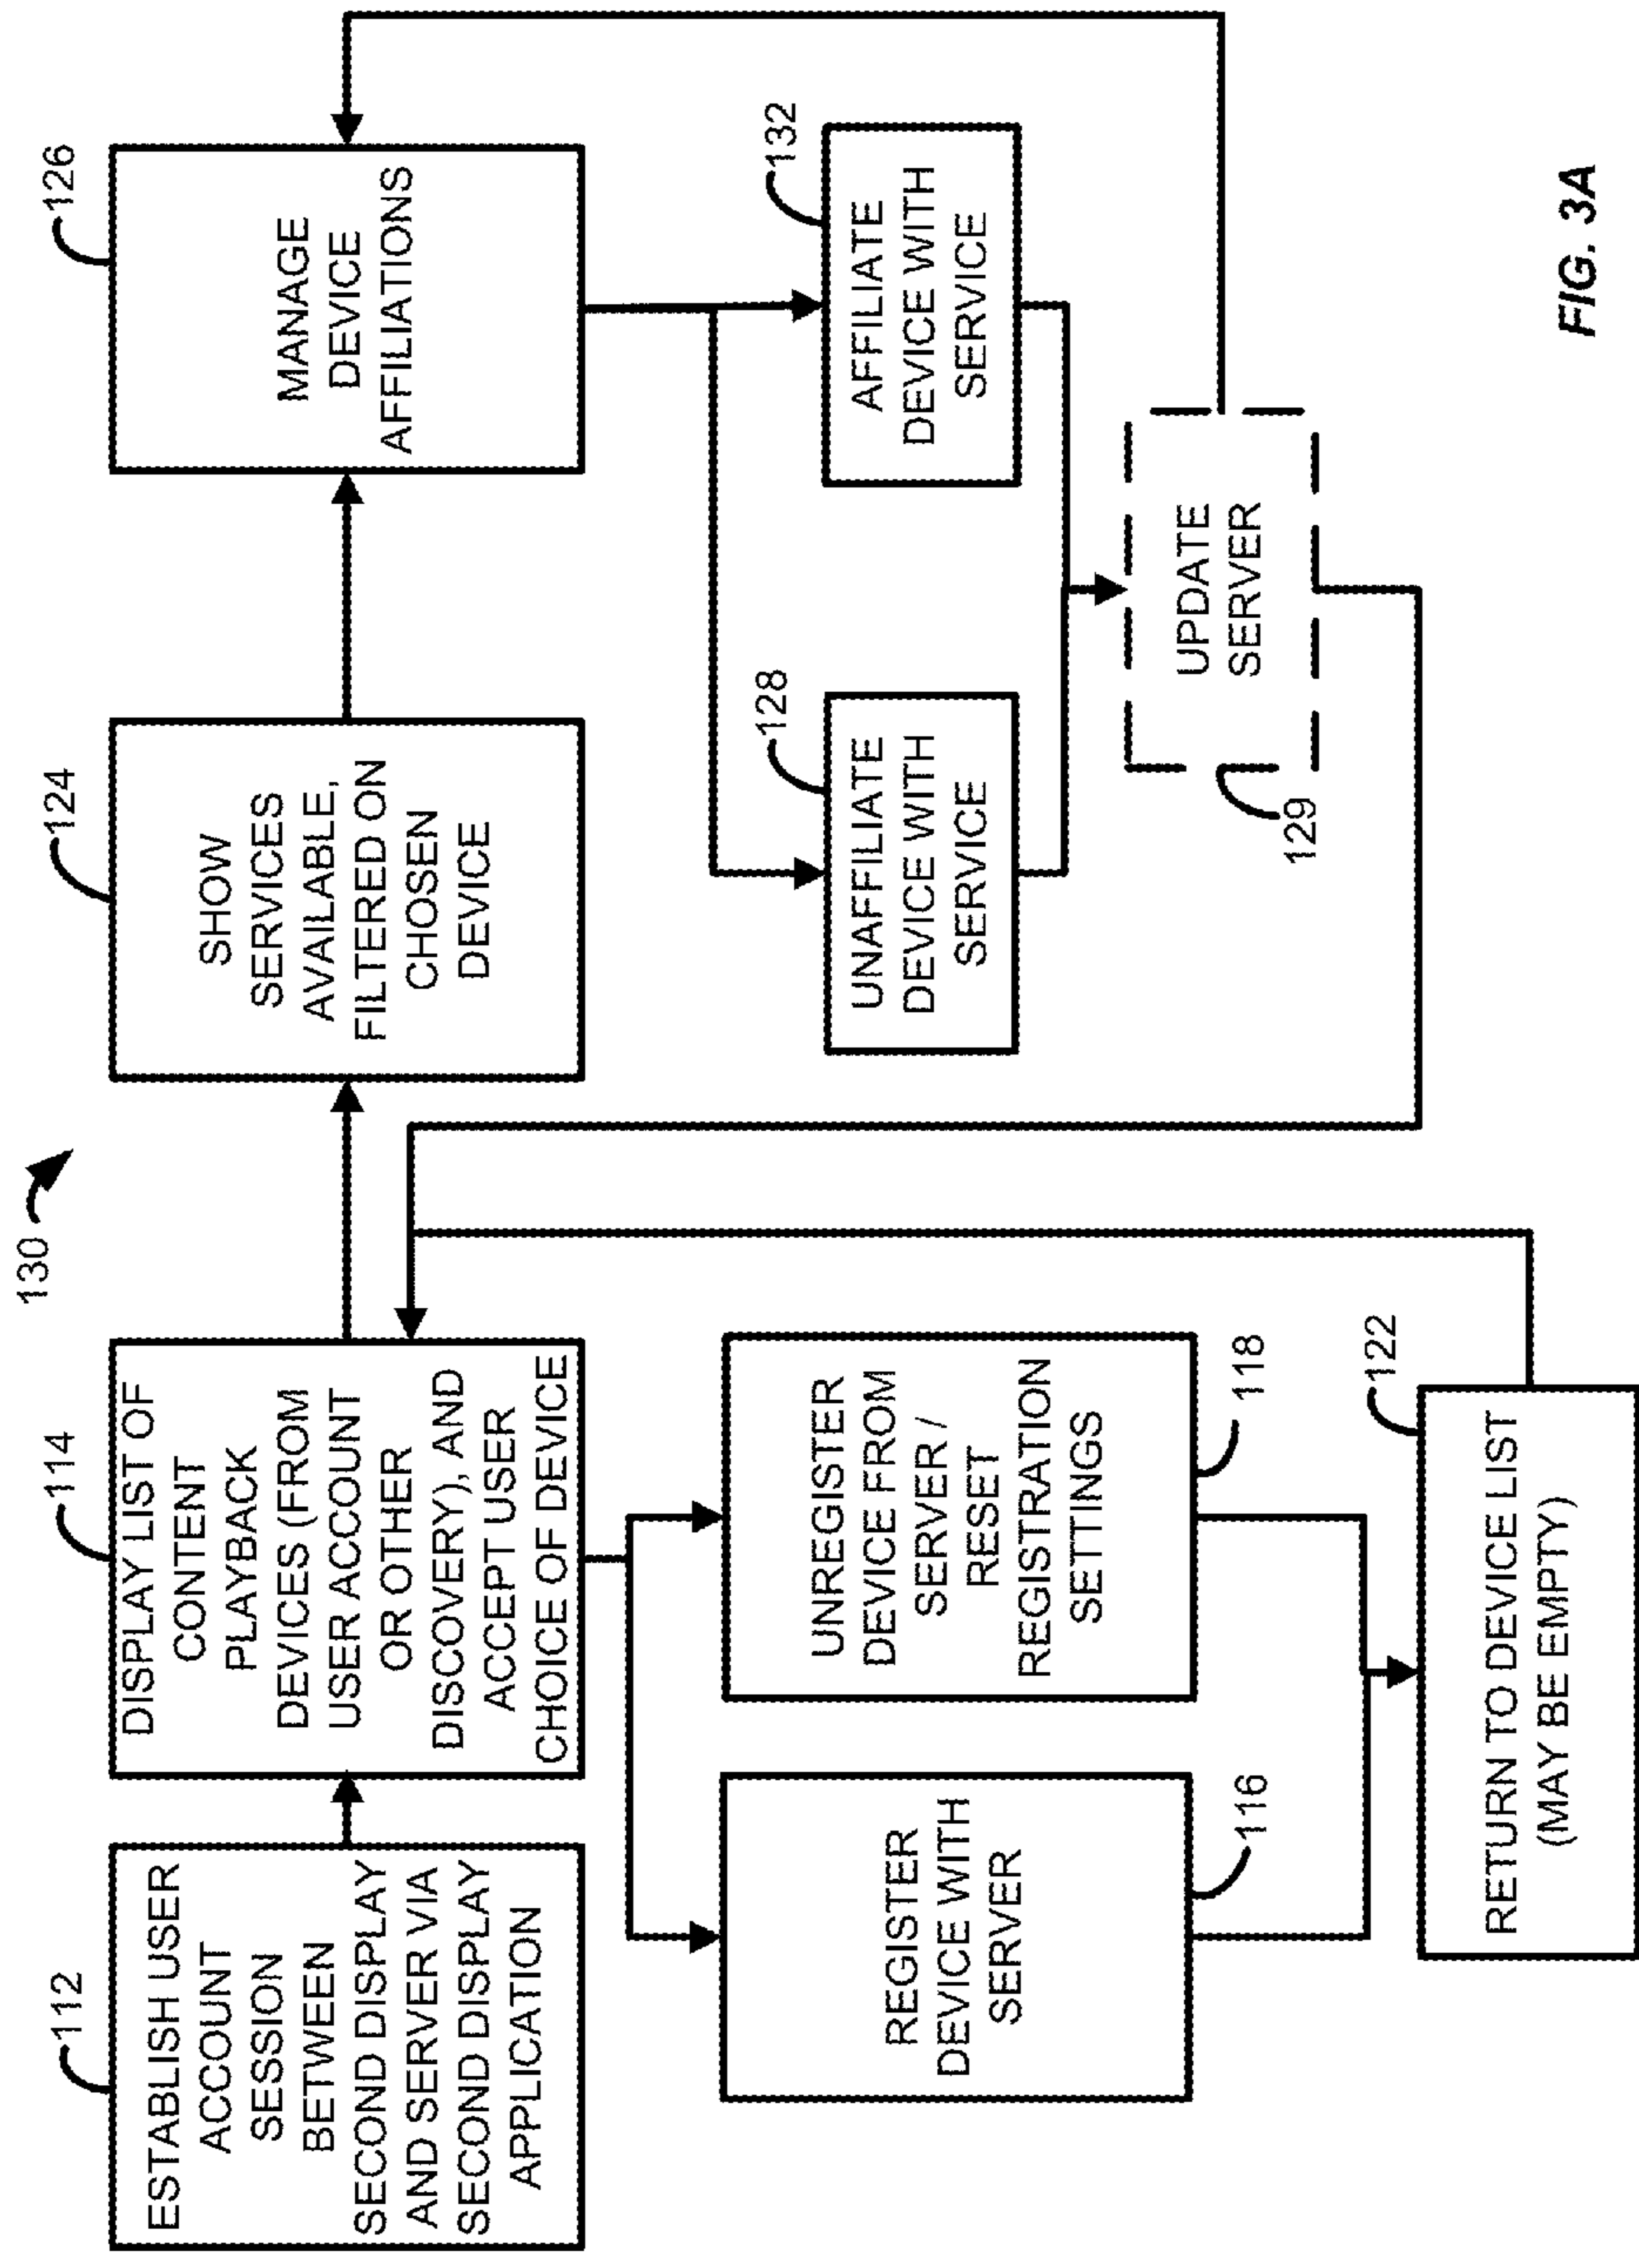 130
112
ESTABLISH USER
ACCOUNT
SESSION
BETWEEN
SECOND DISPLAY
AND SERVER VIA
SECOND DISPLAY
APPLICATION
114
DISPLAY LIST OF
CONTENT
PLAYBACK
DEVICES (FROM
USER ACCOUNT
OR OTHER
DISCOVERY), AND
ACCEPT USER
CHOICE OF DEVICE
124
SHOW
SERVICES
AVAILABLE,
FILTERED ON
CHOSEN
DEVICE
126
MANAGE
DEVICE
AFFILIATIONS
REGISTER
DEVICE WITH
SERVER
116
UNREGISTER
DEVICE FROM
SERVER /
RESET
REGISTRATION
SETTINGS
118
128
UNAFFILIATE
DEVICE WITH
SERVICE
132
AFFILIATE
DEVICE WITH
SERVICE
122
RETURN TO DEVICE LIST
(MAY BE EMPTY)
129
UPDATE
SERVER
FIG. 3A